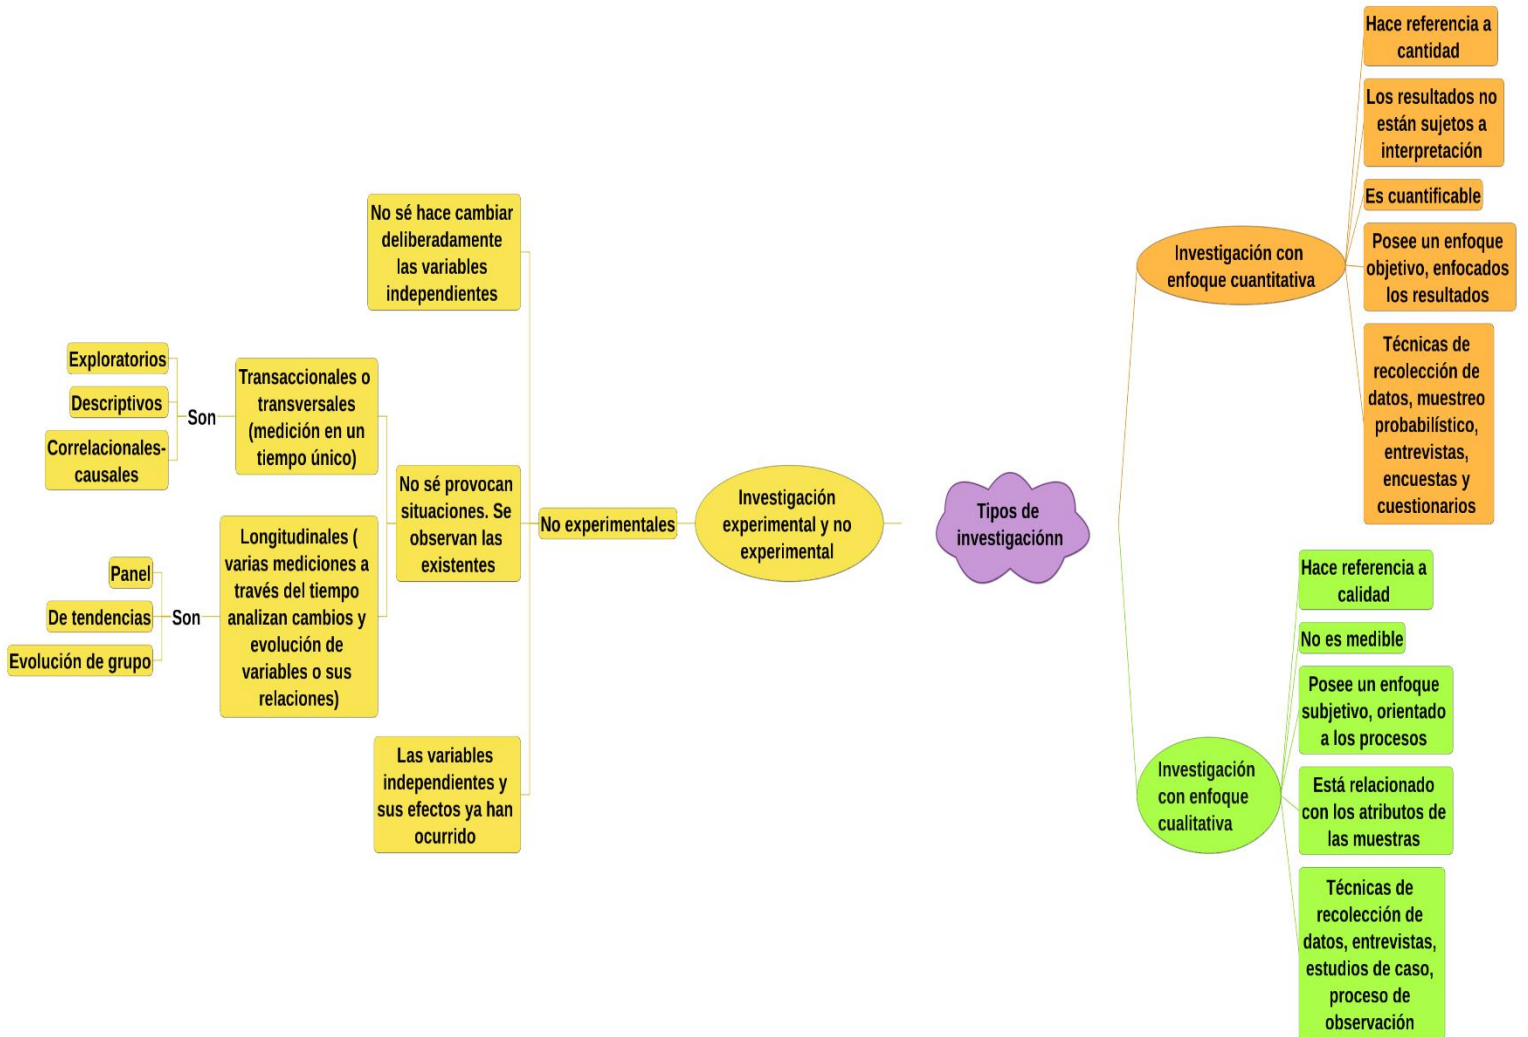 Hace referencia a
cantidad
Los resultados no
están sujetos a
interpretación
Es cuantificable
Posee un enfoque
objetivo, enfocados
los resultados
Técnicas de
recolección de
datos, muestreo
probabilístico,
entrevistas,
encuestas y
cuestionarios
Investigación con
enfoque cuantitativa
No sé hace cambiar
deliberadamente
las variables
independientes
Exploratorios
Descriptivos
Correlacionales-
causales
Son
Transaccionales o
transversales
(medición en un
tiempo único)
No sé provocan
situaciones. Se
observan las
existentes
No experimentales
Investigación
experimental y no
experimental
Tipos de
investigaciónn
Longitudinales (
varias mediciones a
través del tiempo
analizan cambios y
evolución de
variables o sus
relaciones)
Panel
De tendencias
Evolución de grupo
Son
Las variables
independientes y
sus efectos ya han
ocurrido
Investigación
con enfoque
cualitativa
Hace referencia a
calidad
No es medible
Posee un enfoque
subjetivo, orientado
a los procesos
Está relacionado
con los atributos de
las muestras
Técnicas de
recolección de
datos, entrevistas,
estudios de caso,
proceso de
observación